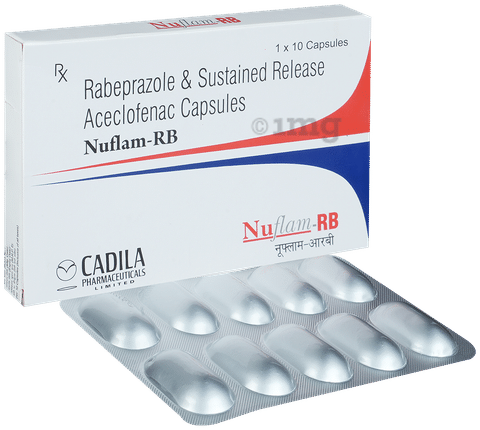 1 x 10 Capsules
Rx
Rabeprazole & Sustained Release
Aceclofenac Capsules
Nuflam-RB
©1mg
Nuflam-RB
नूफ्लाम-आरबी
CADILA
PHARMACEUTICALS
LIMITED